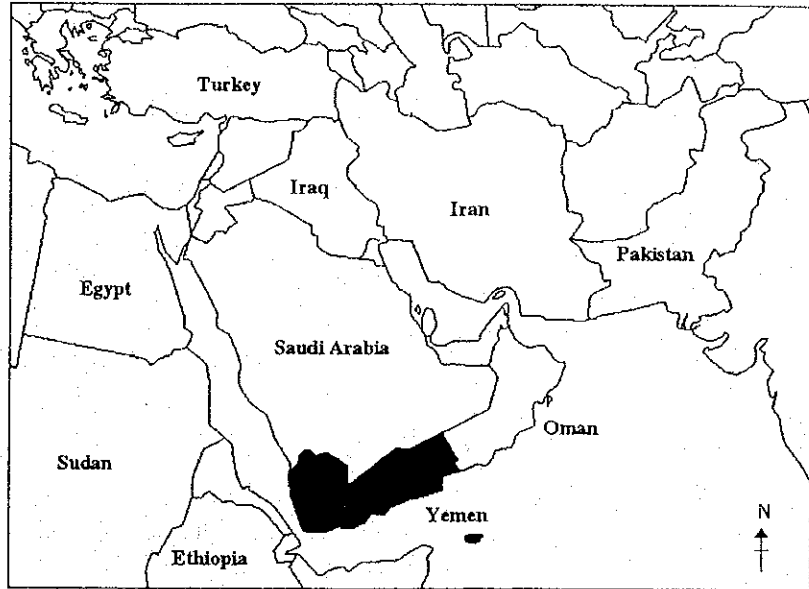 Turkey
Iraq
Iran
Pakistan
Egypt
Saudi Arabia
Oman
Sudan
Yemen
N
Ethiopia